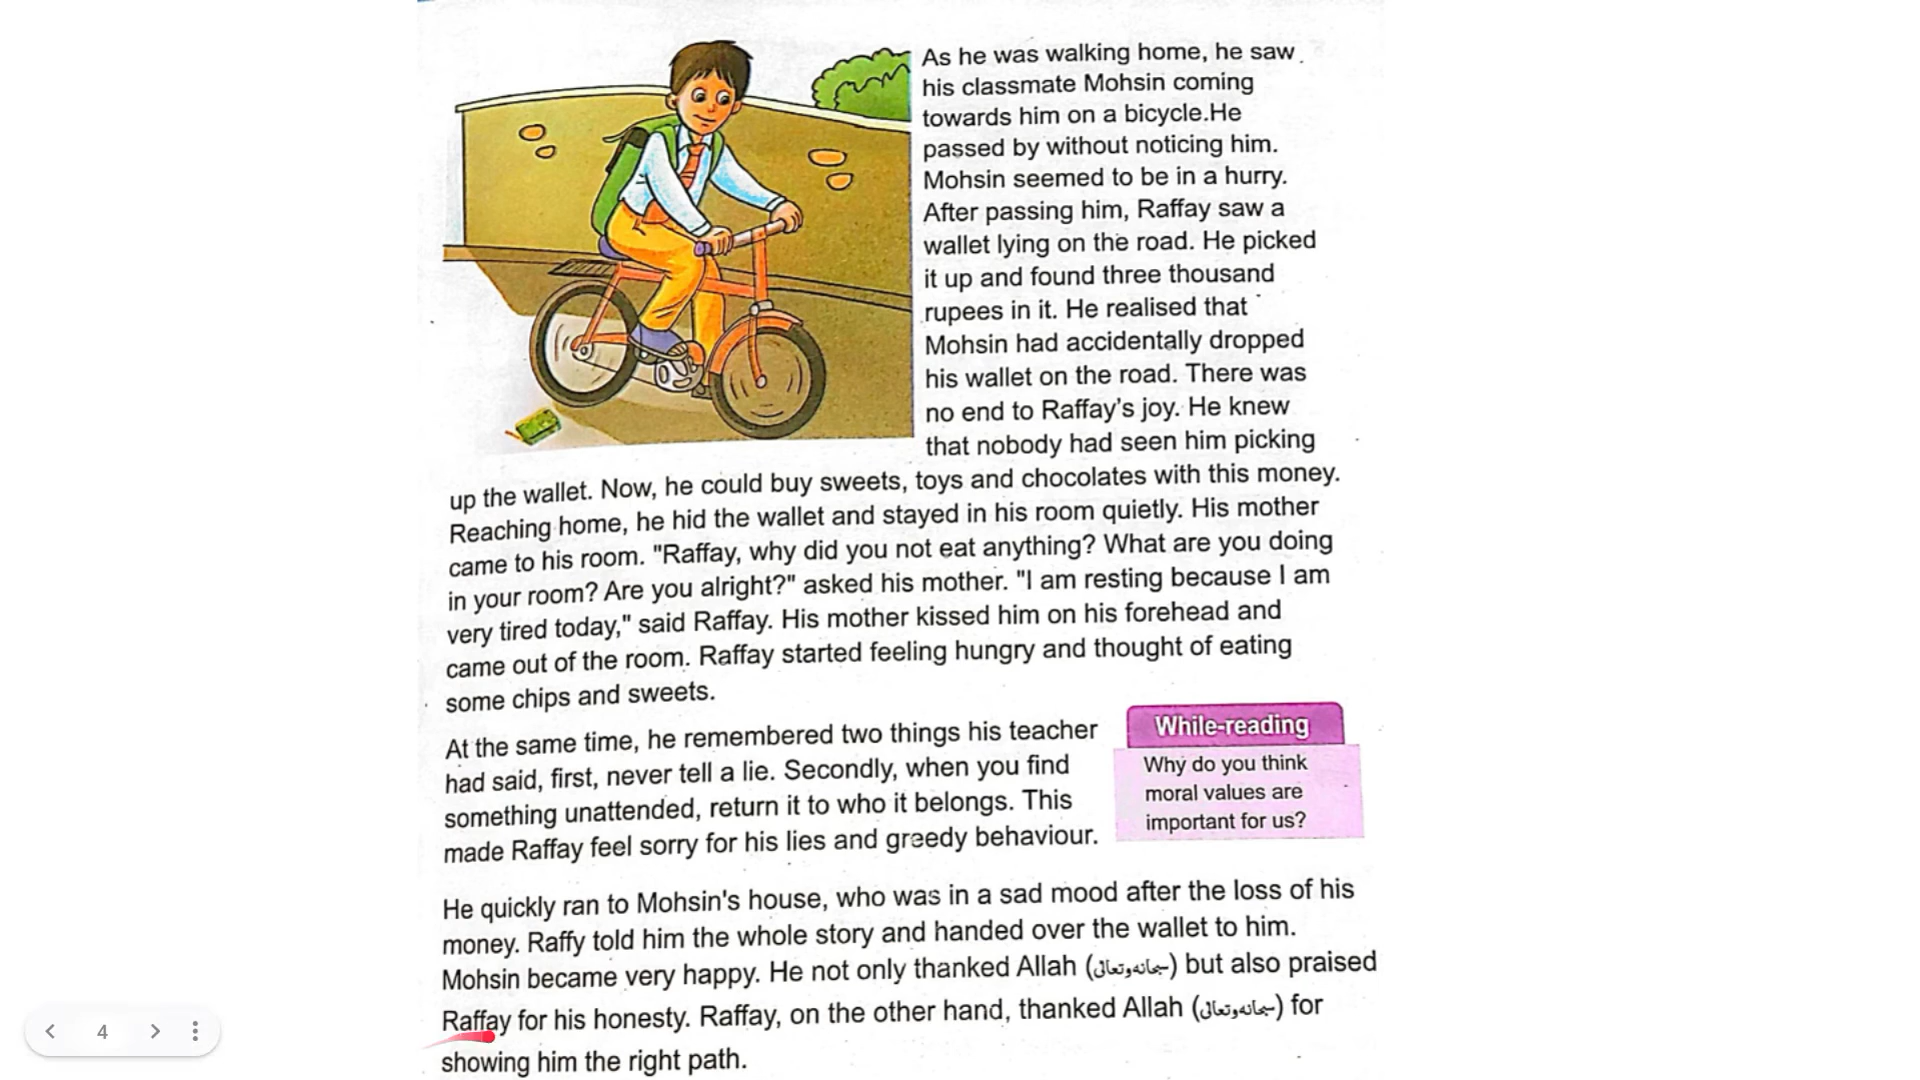 As he was walking home, he saw
his classmate Mohsin coming
towards him on a bicycle.He
passed by without noticing him.
Mohsin seemed to be in a hurry.
After passing him, Raffay saw a
wallet lying on the road. He picked
it up and found three thousand
rupees in it. He realised that
Mohsin had accidentally dropped
his wallet on the road. There was
no end to Raffay's joy. He knew
that nobody had seen him picking
up the wallet. Now, he could buy sweets, toys and chocolates with this money.
Reaching home, he hid the wallet and stayed in his room quietly. His mother
came to his room. "Raffay, why did you not eat anything? What are you doing
in your room? Are you alright?" asked his mother. "I am resting because I am
very tired today," said Raffay. His mother kissed him on his forehead and
came out of the room. Raffay started feeling hungry and thought of eating
some chips and sweets.
At the same time, he remembered two things his teacher
had said, first, never tell a lie. Secondly, when you find
something unattended, return it to who it belongs. This
made Raffay feel sorry for his lies and greedy behaviour.
While-reading
Why do you think
moral values are
important for us?
He quickly ran to Mohsin's house, who was in a sad mood after the loss of his
money. Raffy told him the whole story and handed over the wallet to him.
Mohsin became very happy. He not only thanked Allah (سبحانہ وتعالیٰ) but also praised
Raffay for his honesty. Raffay, on the other hand, thanked Allah (سبحانہ وتعالیٰ) for
showing him the right path.
4